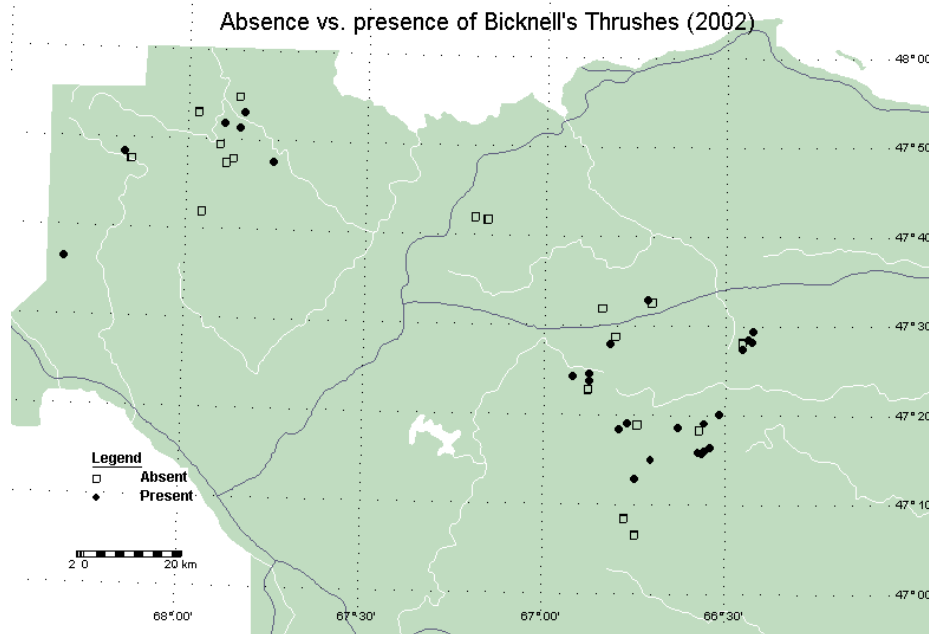 Absence vs. presence of Bicknell's Thrushes (2002)
48° 00'
47° 50'
47° 40'
47° 30'
47° 20'
Legend
Absent
Present
47° 10'
2 0 20 km
47° 00'
68° 00' 67° 30' 67° 00' 66° 30'